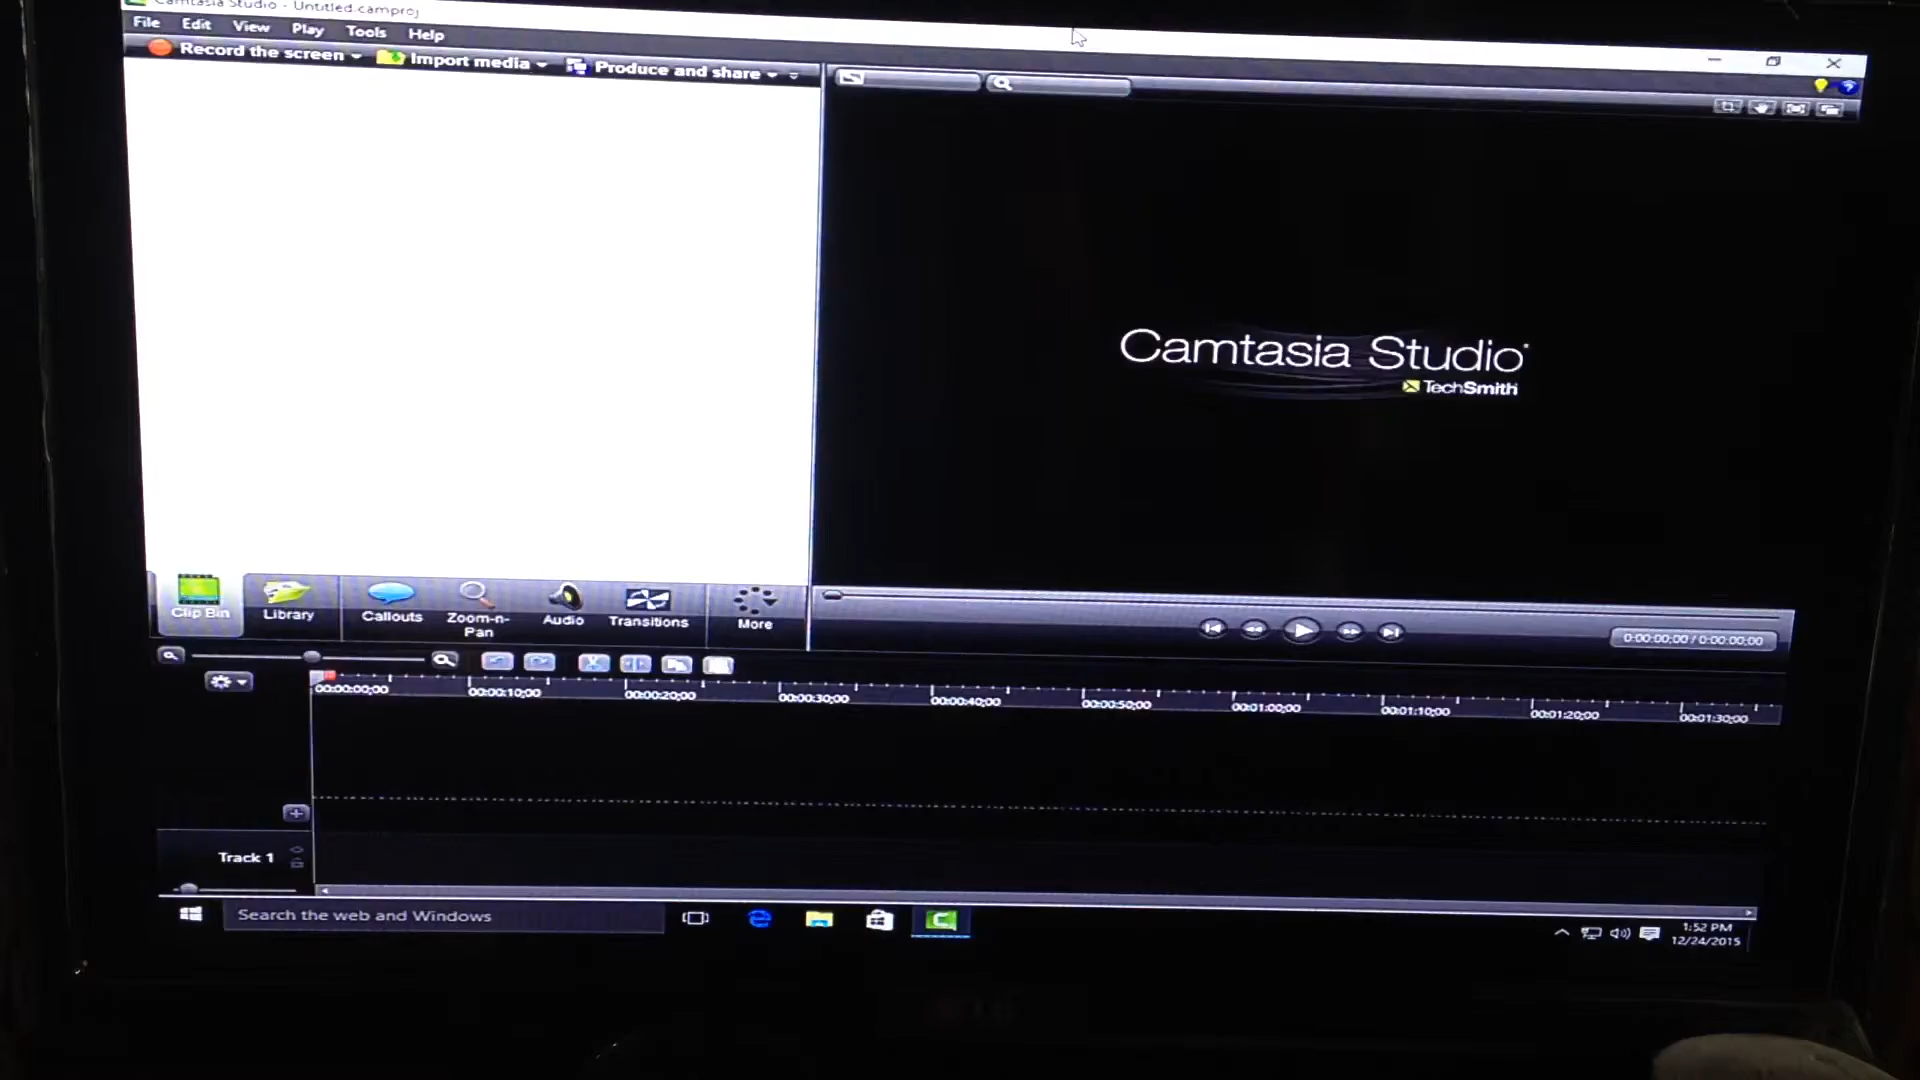 Camtasia Studio - Untitled.camproj
File Edit View Play Tools Help
Record the screen Import media Produce and share
Camtasia Studio
TechSmith
Clip Bin Library Callouts Zoom-n-Pan Audio Transitions More
0:00:00;00 / 0:00:00;00
00:00:00;00 00:00:10;00 00:00:20;00 00:00:30;00 00:00:40;00 00:00:50;00 00:01:00;00 00:01:10;00 00:01:20;00 00:01:30;00
Track 1
Search the web and Windows
1:52 PM
12/24/2015